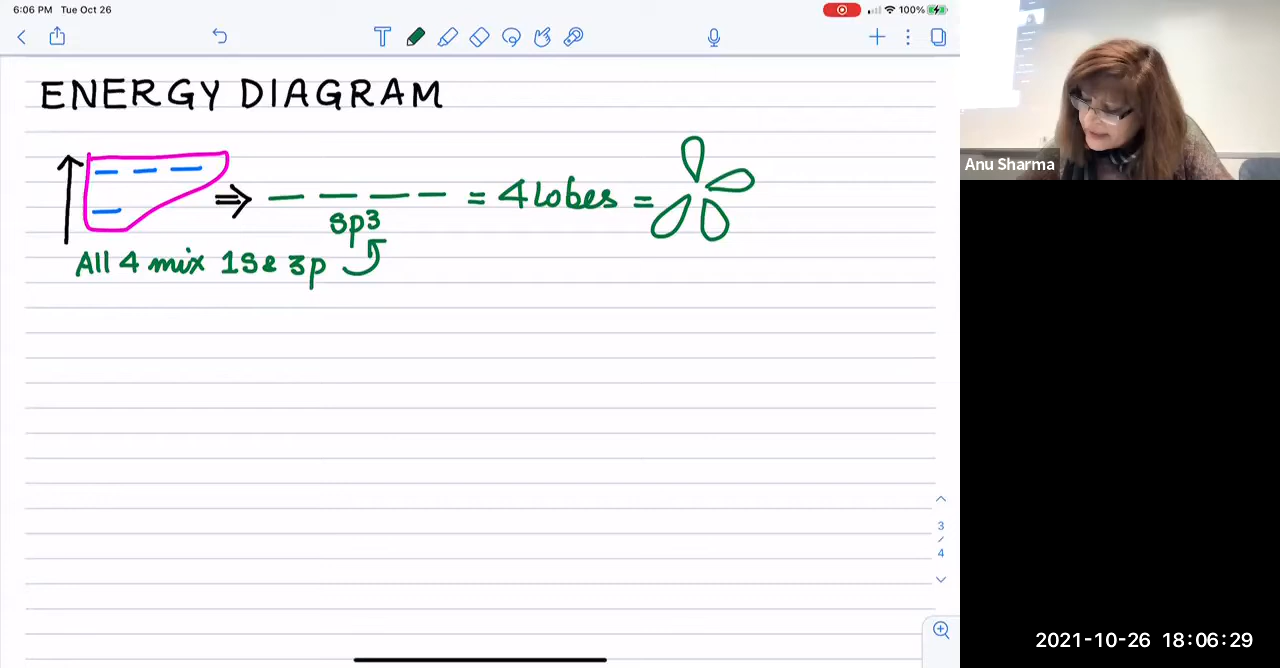 6:06 PM Tue Oct 26
100%
ENERGY DIAGRAM
= 4 lobes =
sp3
All 4 mix 1s & 3p
3
/
4
Anu Sharma
2021-10-26 18:06:29